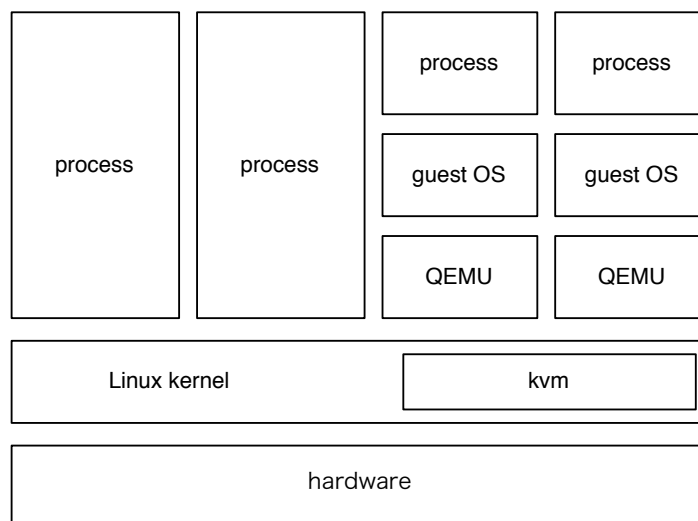 process process
process process
guest OS guest OS
QEMU QEMU
Linux kernel kvm
hardware